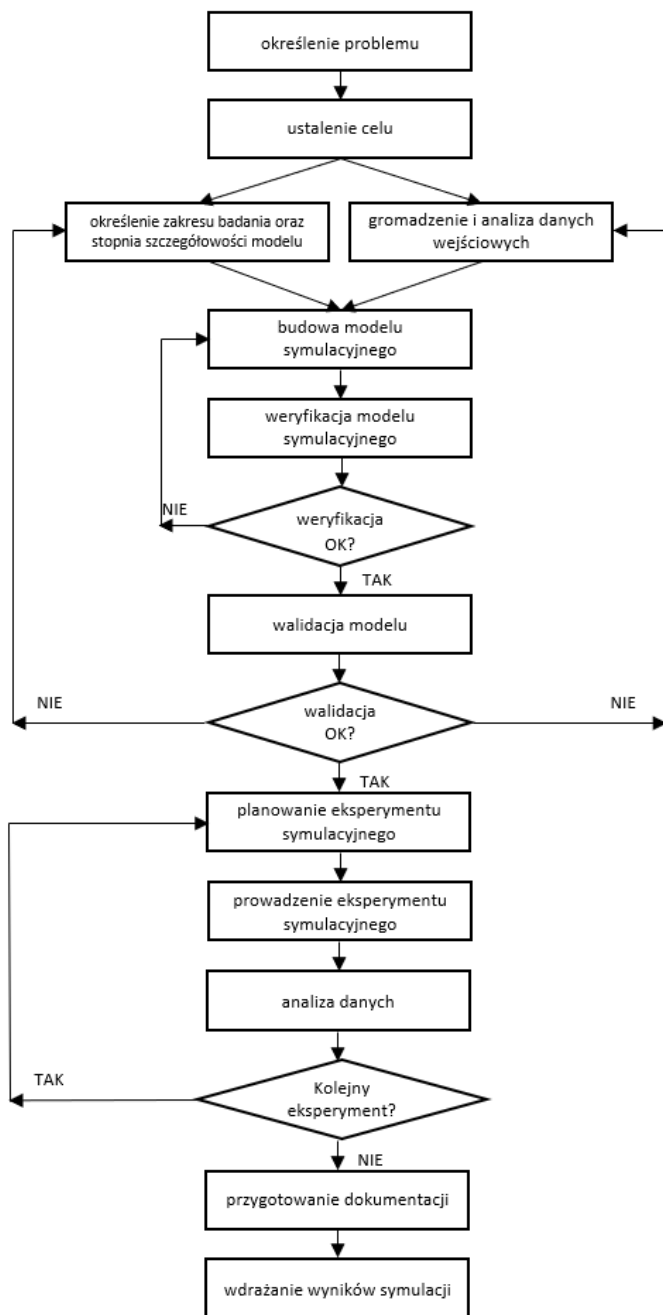 określenie problemu
ustalenie celu
określenie zakresu badania oraz
stopnia szczegółowości modelu
gromadzenie i analiza danych
wejściowych
budowa modelu
symulacyjnego
weryfikacja modelu
symulacyjnego
NIE
weryfikacja
OK?
TAK
walidacja modelu
NIE
walidacja
OK?
NIE
TAK
planowanie eksperymentu
symulacyjnego
prowadzenie eksperymentu
symulacyjnego
analiza danych
TAK
Kolejny
eksperyment?
NIE
przygotowanie dokumentacji
wdrażanie wyników symulacji